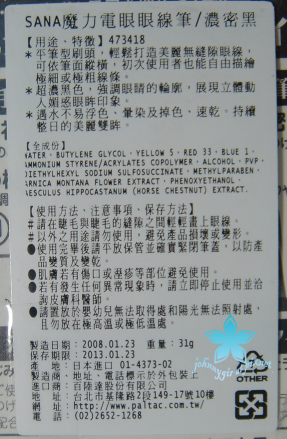 SANA魔力電眼眼線筆/濃密黑
【用途、特徵】473418
*平筆型刷頭,輕鬆打造美麗無縫隙眼線,
可依筆面縱橫,初次使用者也能自由描繪
極細或極粗線條。
*超濃黑色,強調眼睛的輪廓,展現立體動
人媚惑眼眸印象。
*遇水不易浮色、暈染及掉色、速乾。持續
整日的美麗雙眸。
【全成份】
WATER、BUTYLENE GLYCOL、YELLOW 5、RED 33、BLUE 1、
AMMONIUM STYRENE/ACRYLATES COPOLYMER、ALCOHOL、PVP、
DIETHYLHEXYL SODIUM SULFOSUCCINATE、METHYLPARABEN、
ARNICA MONTANA FLOWER EXTRACT、PHENOXYETHANOL、
AESCULUS HIPPOCASTANUM (HORSE CHESTNUT) EXTRACT.
【使用方法、注意事項、保存方法】
#請在睫毛與睫毛的縫隙之間輕輕畫上眼線。
#以外之用途請勿使用,避免產品損壞或變形。
●使用完畢後請平放保管並確實緊閉筆蓋,以防產
品變質及變乾。
●肌膚若有傷口或溼疹等部位避免使用。
●若有發生任何異常現象時,請立即停止使用並洽
詢皮膚科醫師。
●請置放於嬰幼兒無法取得處和陽光無法照射處,
且勿放在極高溫或極低溫處。
製造日期:2008.01.23 重量:31g
保存期限:2013.01.23
產 地:日本進口 01-4373-02
製造商、地址、電話標示於外包裝上
進口商:百陸達股份有限公司
地 址:台北市基隆路2段149-17號10樓
網 址:http://www.paltac.com.tw/
電 話:(02)2652-1268
OTHER